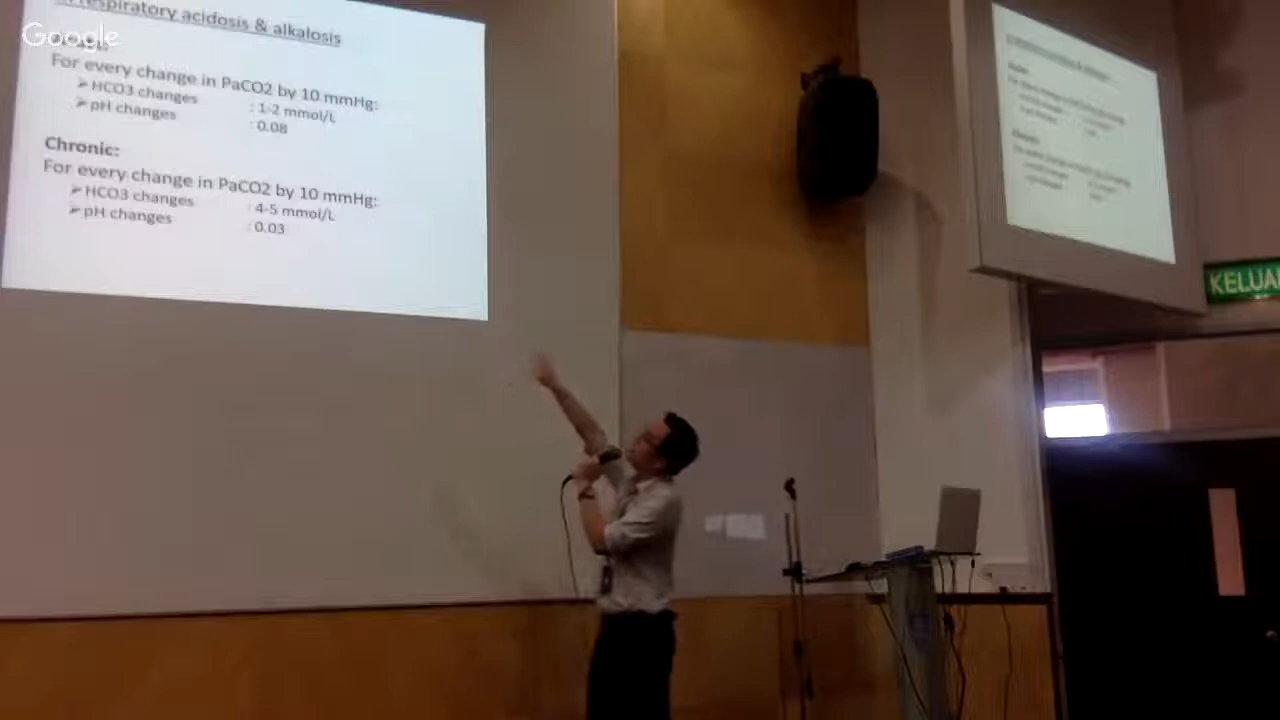 Google
respiratory acidosis & alkalosis
For every change in PaCO2 by 10 mmHg:
➢ HCO3 changes : 1-2 mmol/L
➢ pH changes : 0.08
Chronic:
For every change in PaCO2 by 10 mmHg:
➢ HCO3 changes : 4-5 mmol/L
➢ pH changes : 0.03
KELUA